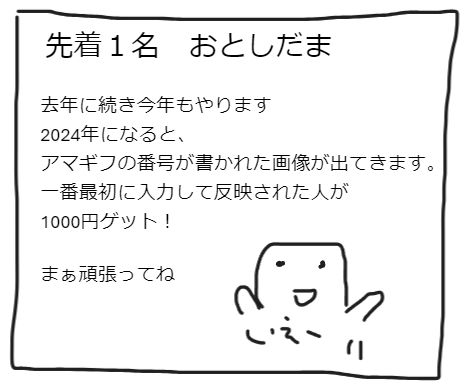 先着１名　おとしだま
去年に続き今年もやります
2024年になると、
アマギフの番号が書かれた画像が出てきます。
一番最初に入力して反映された人が
1000円ゲット！
まぁ頑張ってね
いえー